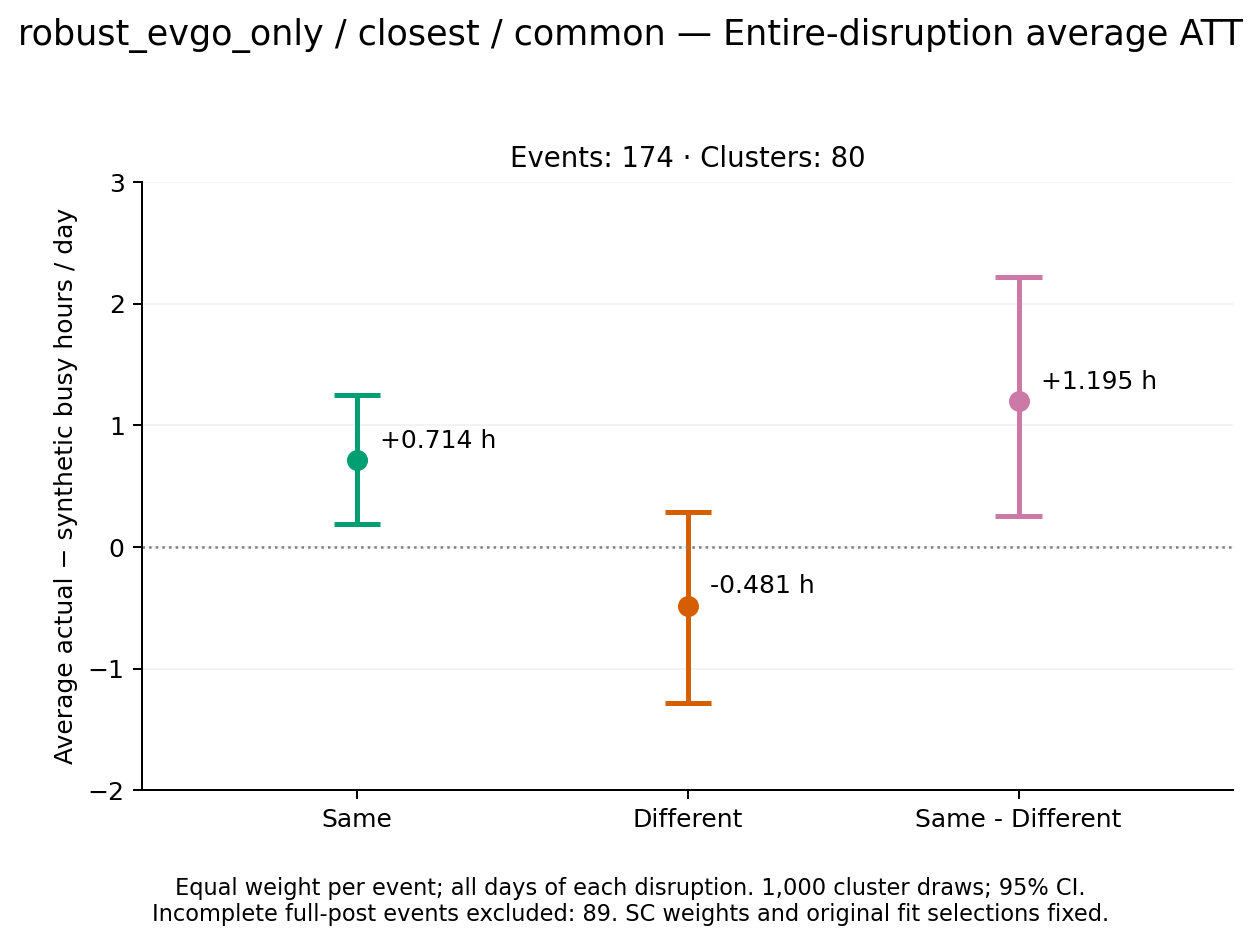 robust_evgo_only / closest / common — Entire-disruption average ATT
Events: 174 · Clusters: 80
Average actual − synthetic busy hours / day
3
2
1
0
−1
−2
+0.714 h
-0.481 h
+1.195 h
Same
Different
Same - Different
Equal weight per event; all days of each disruption. 1,000 cluster draws; 95% CI.
Incomplete full-post events excluded: 89. SC weights and original fit selections fixed.